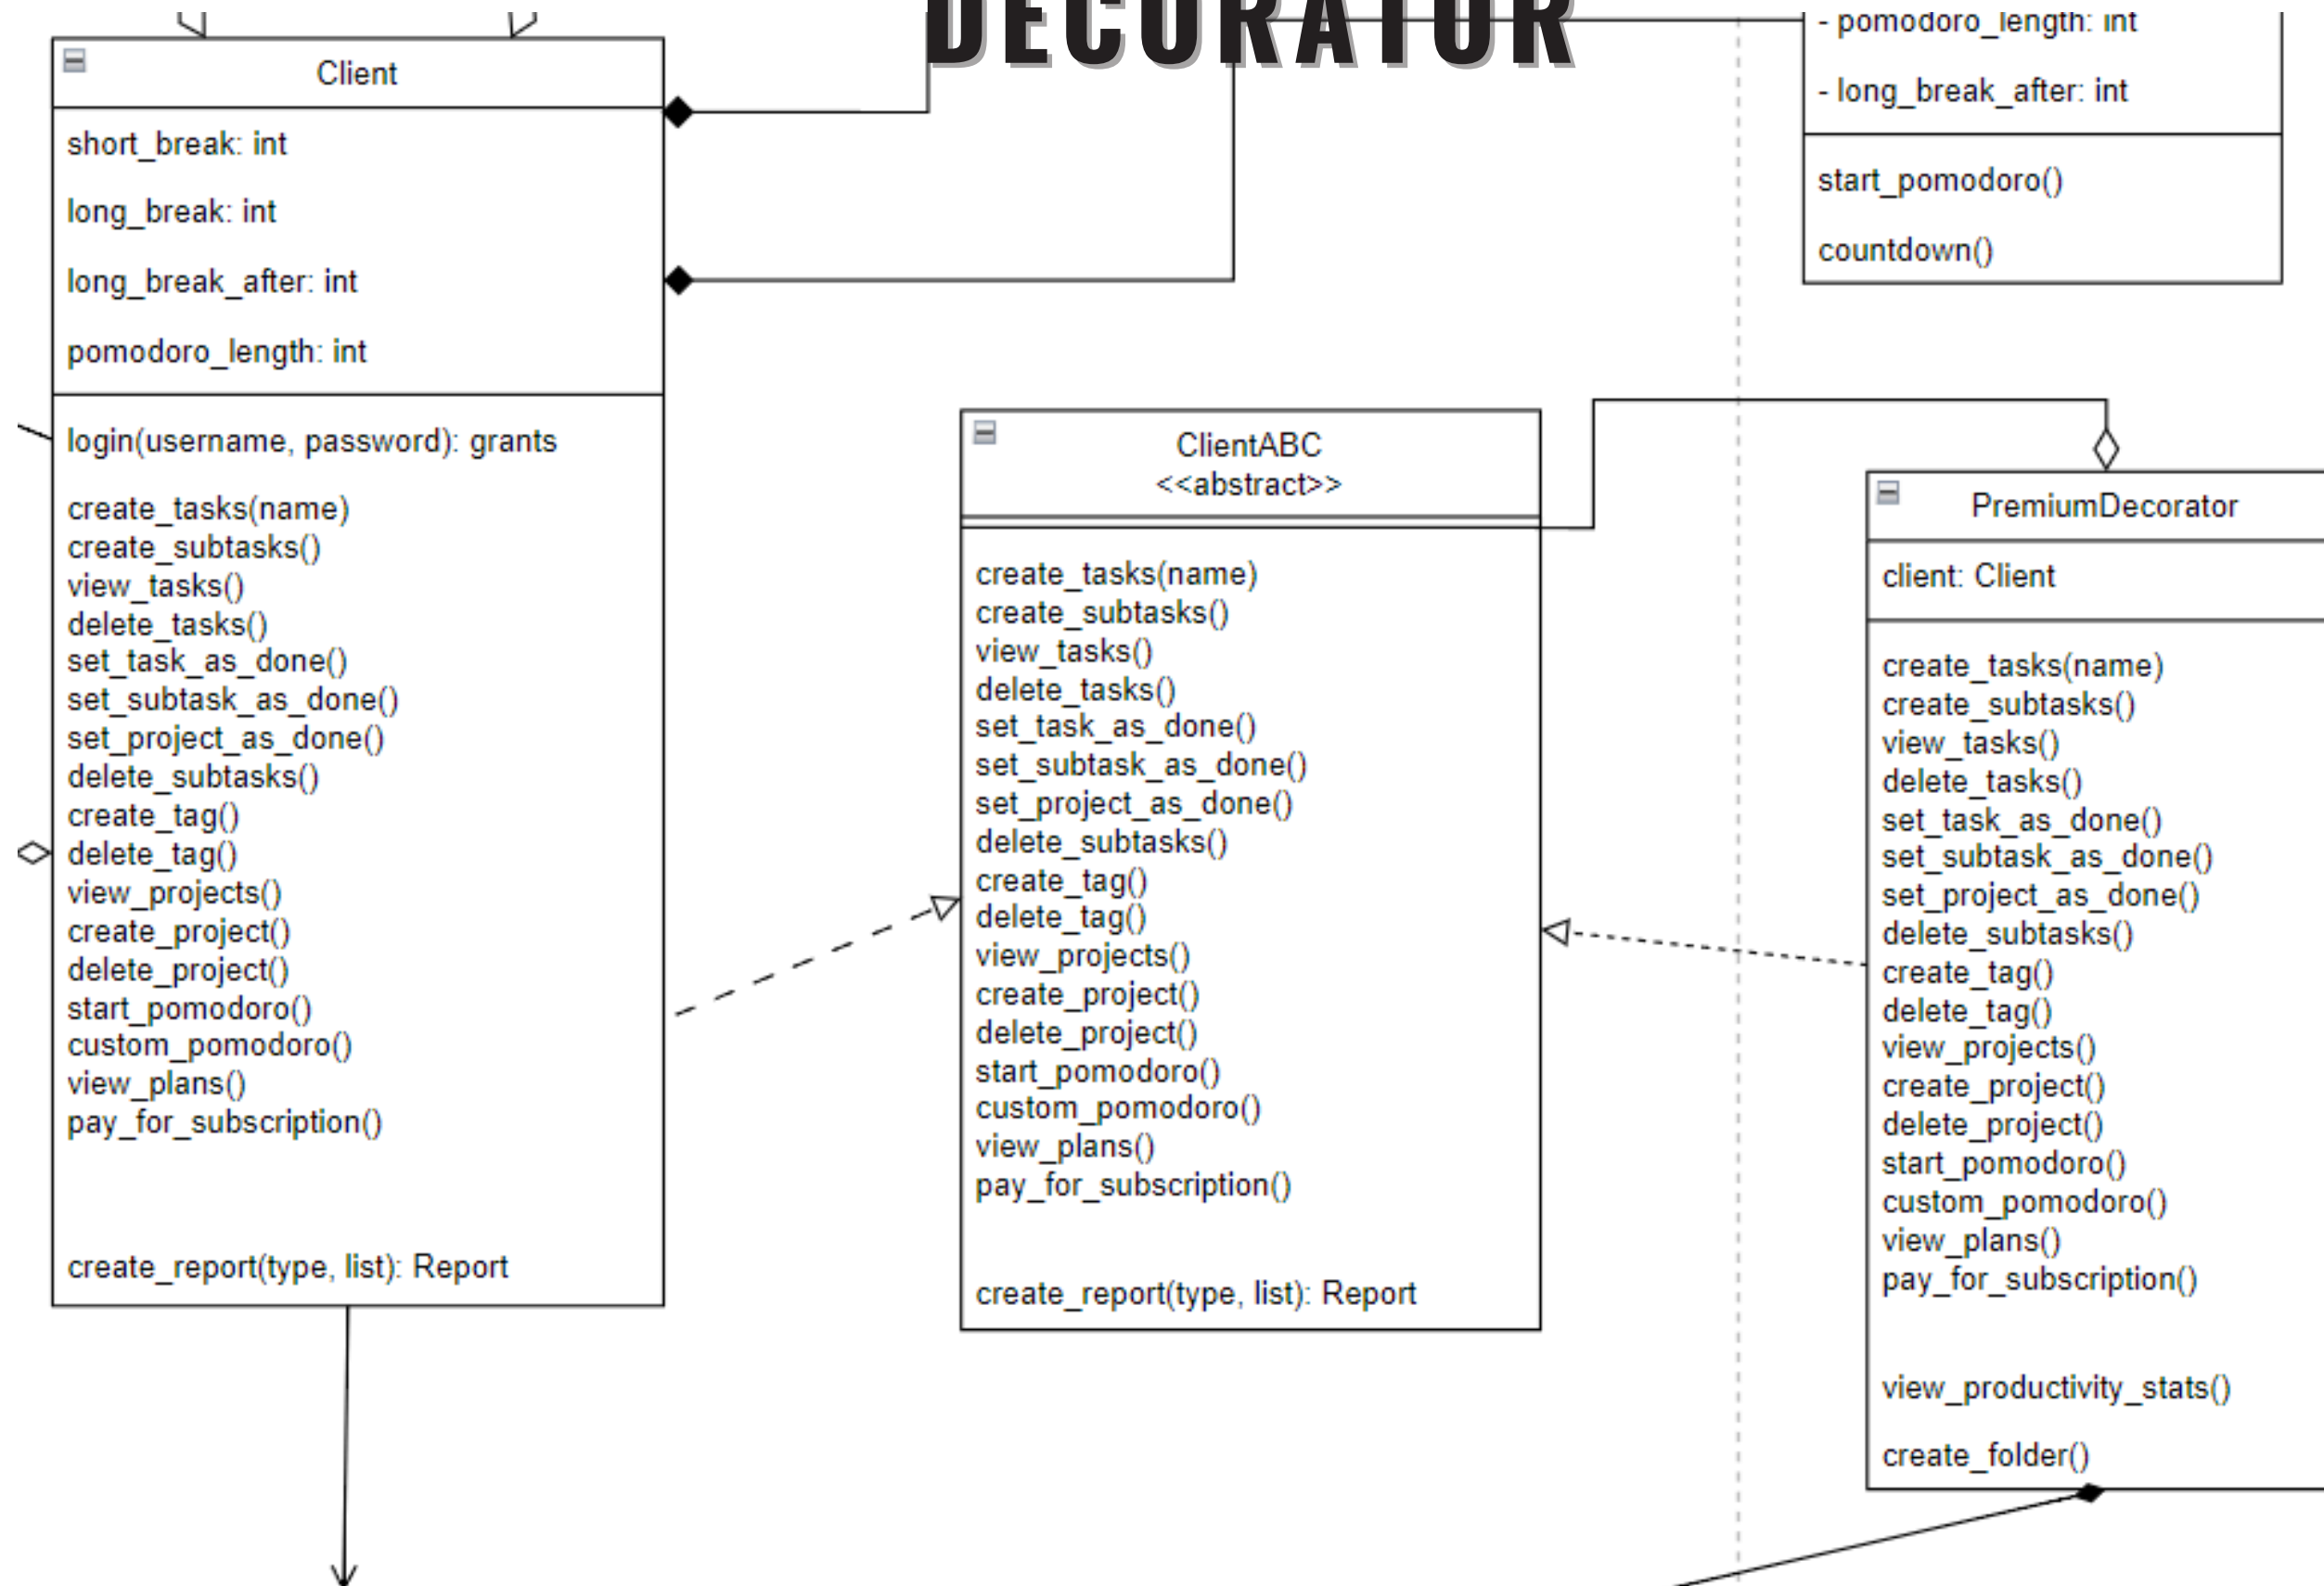 DECORATOR
Client
short_break: int
long_break: int
long_break_after: int
pomodoro_length: int
login(username, password): grants
create_tasks(name)
create_subtasks()
view_tasks()
delete_tasks()
set_task_as_done()
set_subtask_as_done()
set_project_as_done()
delete_subtasks()
create_tag()
delete_tag()
view_projects()
create_project()
delete_project()
start_pomodoro()
custom_pomodoro()
view_plans()
pay_for_subscription()
create_report(type, list): Report
ClientABC
<<abstract>>
create_tasks(name)
create_subtasks()
view_tasks()
delete_tasks()
set_task_as_done()
set_subtask_as_done()
set_project_as_done()
delete_subtasks()
create_tag()
delete_tag()
view_projects()
create_project()
delete_project()
start_pomodoro()
custom_pomodoro()
view_plans()
pay_for_subscription()
create_report(type, list): Report
- pomodoro_length: int
- long_break_after: int
start_pomodoro()
countdown()
PremiumDecorator
client: Client
create_tasks(name)
create_subtasks()
view_tasks()
delete_tasks()
set_task_as_done()
set_subtask_as_done()
set_project_as_done()
delete_subtasks()
create_tag()
delete_tag()
view_projects()
create_project()
delete_project()
start_pomodoro()
custom_pomodoro()
view_plans()
pay_for_subscription()
view_productivity_stats()
create_folder()